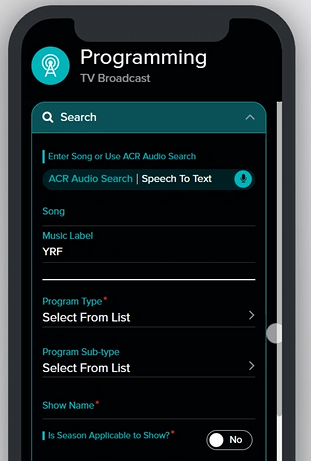 Programming
TV Broadcast
Search
Enter Song or Use ACR Audio Search
ACR Audio Search | Speech To Text
Song
Music Label
YRF
Program Type*
Select From List
Program Sub-type
Select From List
Show Name*
Is Season Applicable to Show?*
No